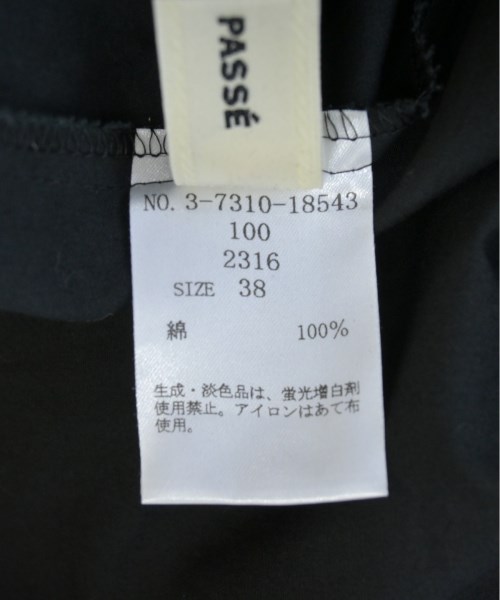 PASSÉ
NO. 3-7310-18543
100
2316
SIZE 38
綿 100%
生成・淡色品は、蛍光増白剤
使用禁止。アイロンはあて布
使用。